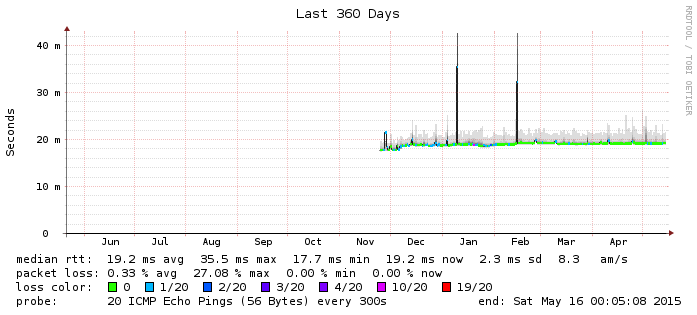 Last 360 Days
RRDTOOL / TOBI OETIKER
Seconds
40 m
30 m
20 m
10 m
0
Jun Jul Aug Sep Oct Nov Dec Jan Feb Mar Apr
median rtt: 19.2 ms avg 35.5 ms max 17.7 ms min 19.2 ms now 2.3 ms sd 8.3 am/s
packet loss: 0.33 % avg 27.08 % max 0.00 % min 0.00 % now
loss color: 0 1/20 2/20 3/20 4/20 10/20 19/20
probe: 20 ICMP Echo Pings (56 Bytes) every 300s end: Sat May 16 00:05:08 2015